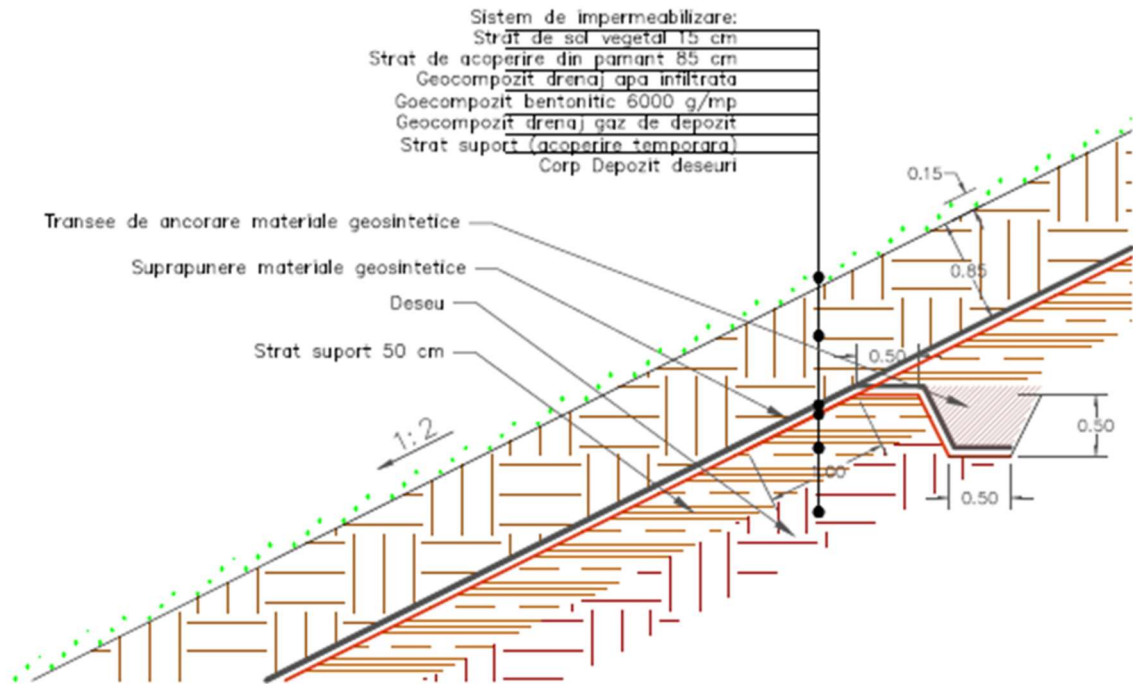 Sistem de impermeabilizare:
Strat de sol vegetal 15 cm
Strat de acoperire din pamant 85 cm
Geocompozit drenaj apa infiltrata
Goecompozit bentonitic 6000 g/mp
Geocompozit drenaj gaz de depozit
Strat suport (acoperire temporara)
Corp Depozit deseuri
0.15
Transee de ancorare materiale geosintetice
Suprapunere materiale geosintetice
0.85
Deseu
Strat suport 50 cm
0.50
1:2
0.50
1.00
0.50